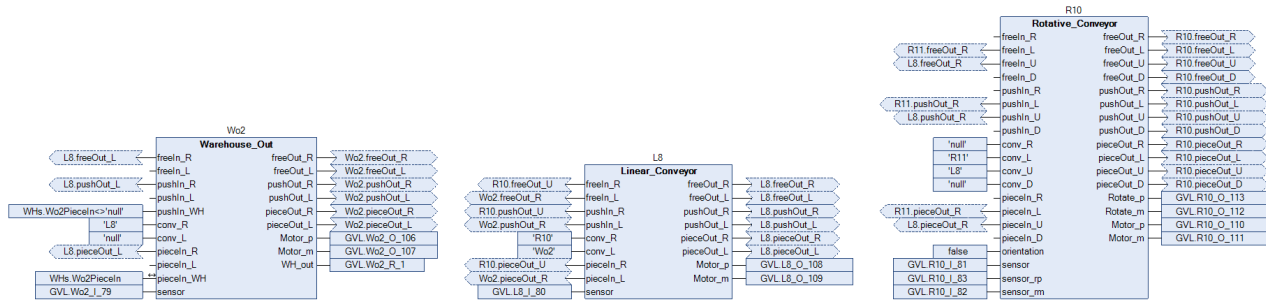 Wo2
Warehouse_Out
L8.freeOut_L freeIn_R freeOut_R Wo2.freeOut_R
freeIn_L freeOut_L Wo2.freeOut_L
L8.pushOut_L pushIn_R pushOut_R Wo2.pushOut_R
pushIn_L pushOut_L Wo2.pushOut_L
WHs.Wo2PieceIn<>'null' pushIn_WH pieceOut_R Wo2.pieceOut_R
'L8' conv_R pieceOut_L Wo2.pieceOut_L
'null' conv_L Motor_p GVL.Wo2_O_106
L8.pieceOut_L pieceIn_R Motor_m GVL.Wo2_O_107
pieceIn_L WH_out GVL.Wo2_R_1
WHs.Wo2PieceIn pieceIn_WH
GVL.Wo2_I_79 sensor
L8
Linear_Conveyor
R10.freeOut_U freeIn_R freeOut_R L8.freeOut_R
Wo2.freeOut_R freeIn_L freeOut_L L8.freeOut_L
R10.pushOut_U pushIn_R pushOut_R L8.pushOut_R
Wo2.pushOut_R pushIn_L pushOut_L L8.pushOut_L
'R10' conv_R pieceOut_R L8.pieceOut_R
'Wo2' conv_L pieceOut_L L8.pieceOut_L
R10.pieceOut_U pieceIn_R Motor_p GVL.L8_O_108
Wo2.pieceOut_R pieceIn_L Motor_m GVL.L8_O_109
GVL.L8_I_80 sensor
R10
Rotative_Conveyor
freeIn_R freeOut_R R10.freeOut_R
R11.freeOut_R freeIn_L freeOut_L R10.freeOut_L
L8.freeOut_R freeIn_U freeOut_U R10.freeOut_U
freeIn_D freeOut_D R10.freeOut_D
pushIn_R pushOut_R R10.pushOut_R
R11.pushOut_R pushIn_L pushOut_L R10.pushOut_L
L8.pushOut_R pushIn_U pushOut_U R10.pushOut_U
pushIn_D pushOut_D R10.pushOut_D
'null' conv_R pieceOut_R R10.pieceOut_R
'R11' conv_L pieceOut_L R10.pieceOut_L
'L8' conv_U pieceOut_U R10.pieceOut_U
'null' conv_D pieceOut_D R10.pieceOut_D
pieceIn_R Rotate_p GVL.R10_O_113
R11.pieceOut_R pieceIn_L Rotate_m GVL.R10_O_112
L8.pieceOut_R pieceIn_U Motor_p GVL.R10_O_110
pieceIn_D Motor_m GVL.R10_O_111
false orientation
GVL.R10_I_81 sensor
GVL.R10_I_83 sensor_rp
GVL.R10_I_82 sensor_rm